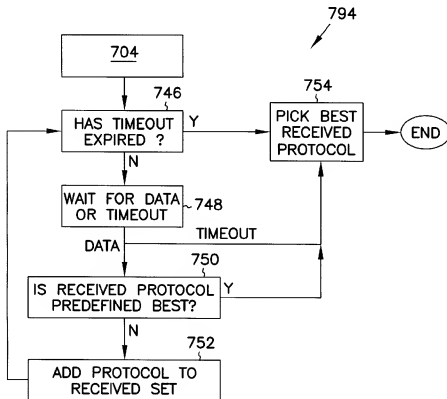 794
704
746
754
HAS TIMEOUT
EXPIRED ?
Y
PICK BEST
RECEIVED
PROTOCOL
END
N
WAIT FOR DATA
OR TIMEOUT
748
DATA
TIMEOUT
750
IS RECEIVED PROTOCOL
PREDEFINED BEST?
Y
N
752
ADD PROTOCOL TO
RECEIVED SET